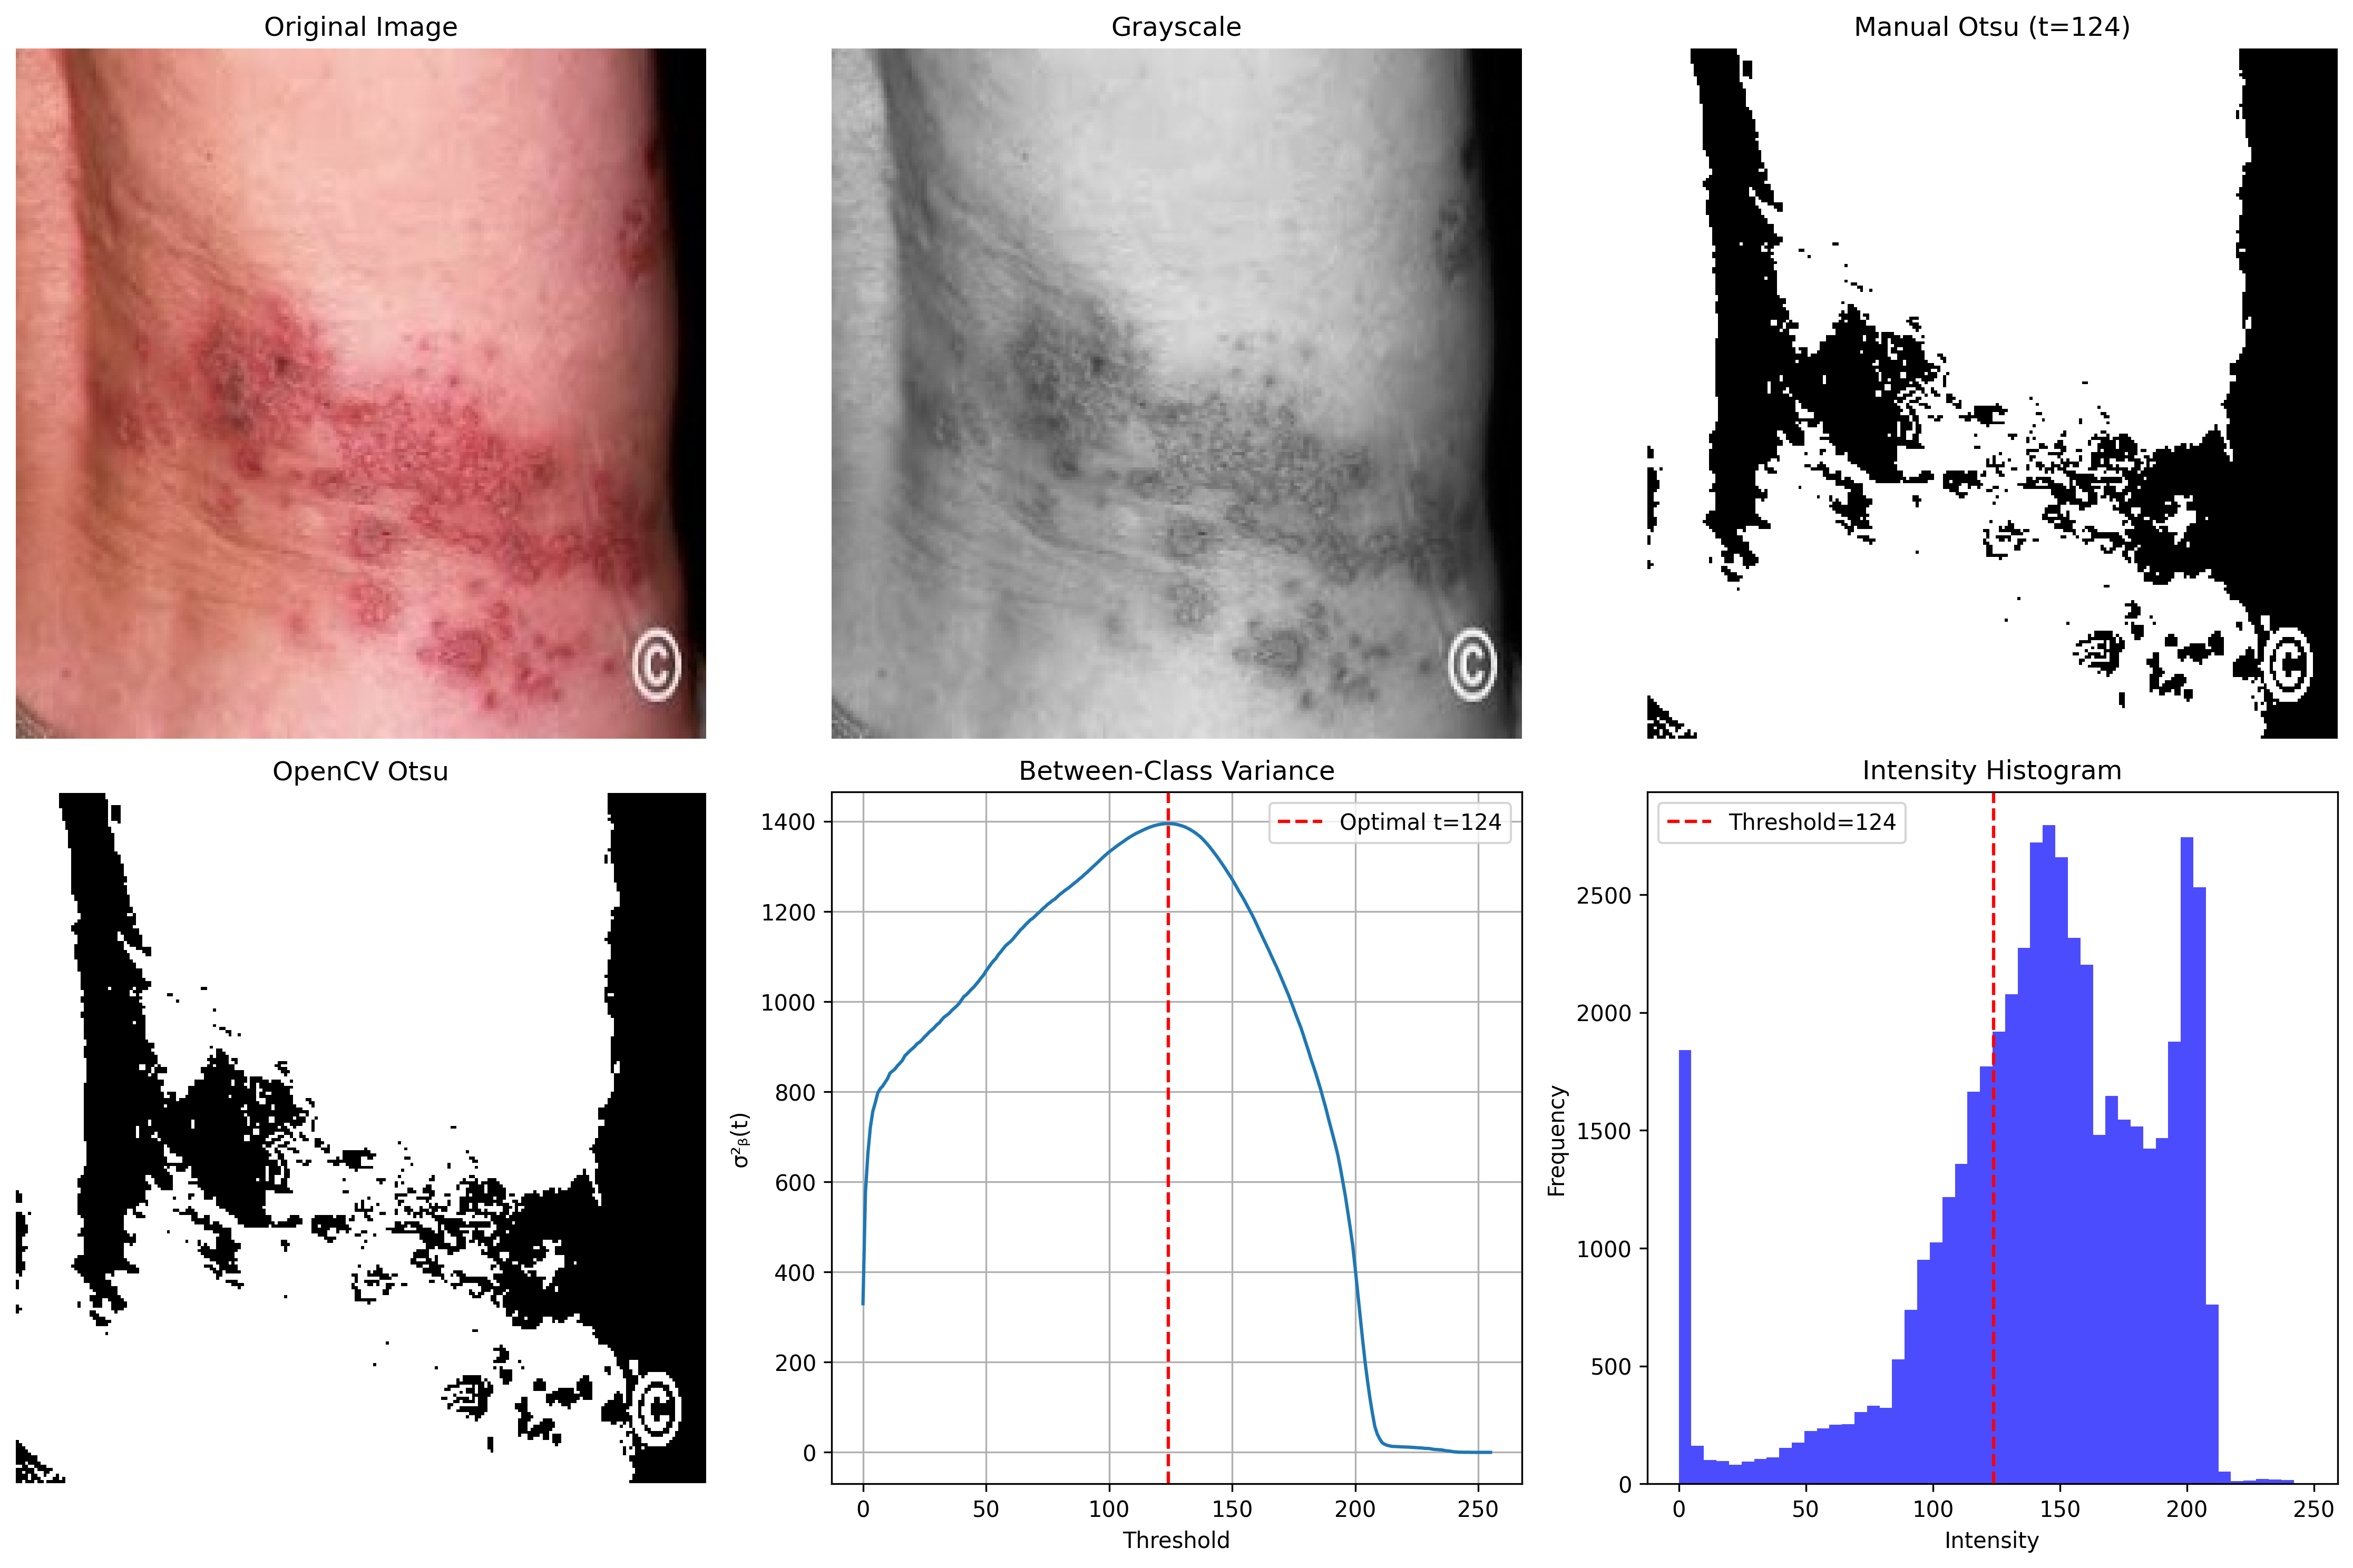 Original Image
Grayscale
Manual Otsu (t=124)
©
©
©
OpenCV Otsu
Between-Class Variance
Intensity Histogram
©
Optimal t=124
Threshold=124
1400
1200
1000
800
600
400
200
0
σ²ᵦ(t)
0 50 100 150 200 250
Threshold
2500
2000
1500
1000
500
0
Frequency
0 50 100 150 200 250
Intensity